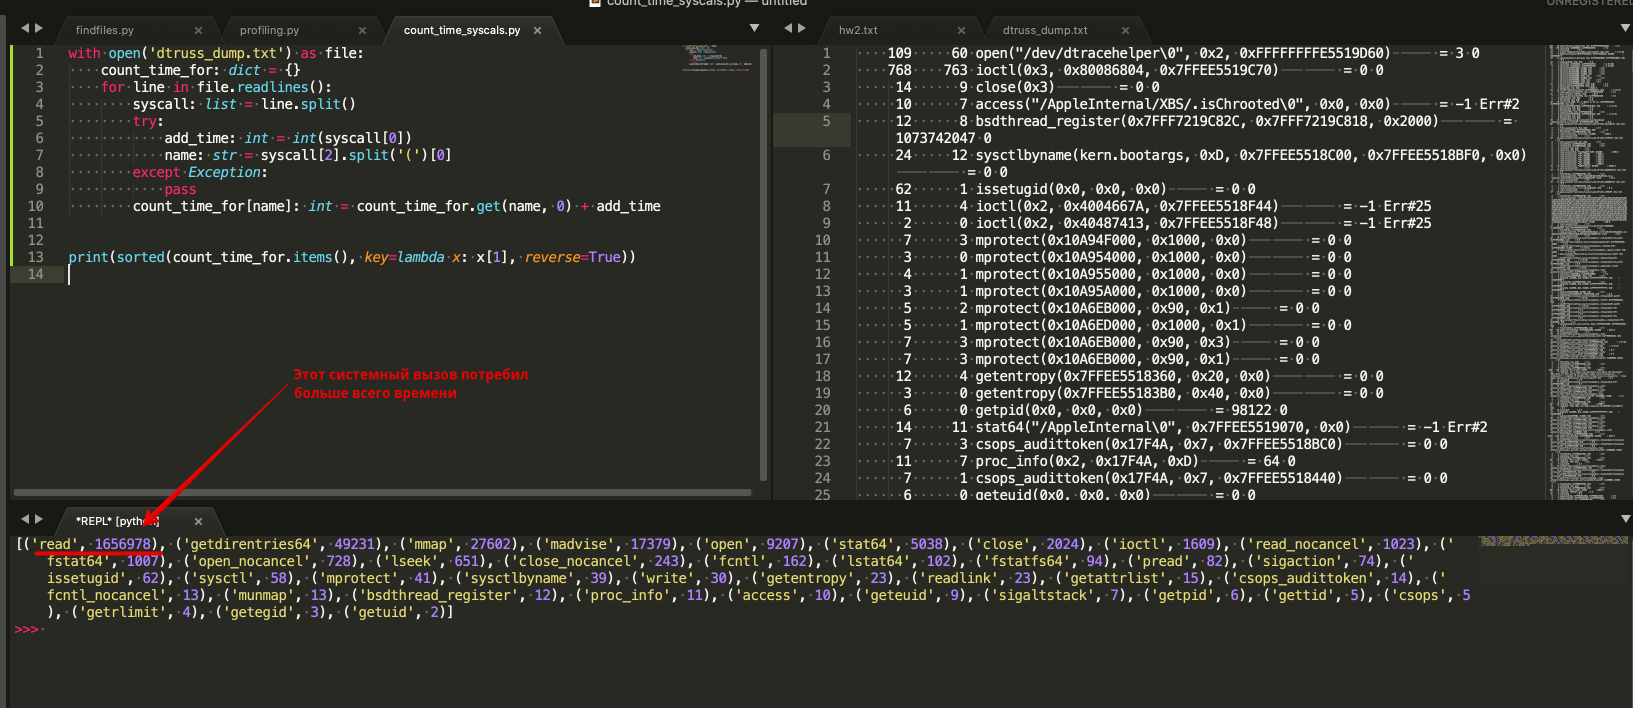 count_time_syscals.py — untitled
UNREGISTERED
findfiles.py
profiling.py
count_time_syscals.py
hw2.txt
dtruss_dump.txt
1 with open('dtruss_dump.txt') as file:
2 count_time_for: dict = {}
3 for line in file.readlines():
4 syscall: list = line.split()
5 try:
6 add_time: int = int(syscall[0])
7 name: str = syscall[2].split('(')[0]
8 except Exception:
9 pass
10 count_time_for[name]: int = count_time_for.get(name, 0) + add_time
11
12
13 print(sorted(count_time_for.items(), key=lambda x: x[1], reverse=True))
14
Этот системный вызов потребил
больше всего времени
1 109 60 open("/dev/dtracehelper\0", 0x2, 0xFFFFFFFFE5519D60) = 3 0
2 768 763 ioctl(0x3, 0x80086804, 0x7FFEE5519C70) = 0 0
3 14 9 close(0x3) = 0 0
4 10 7 access("/AppleInternal/XBS/.isChrooted\0", 0x0, 0x0) = -1 Err#2
5 12 8 bsdthread_register(0x7FFF7219C82C, 0x7FFF7219C818, 0x2000) =
1073742047 0
6 24 12 sysctlbyname(kern.bootargs, 0xD, 0x7FFEE5518C00, 0x7FFEE5518BF0, 0x0)
= 0 0
7 62 1 issetugid(0x0, 0x0, 0x0) = 0 0
8 11 4 ioctl(0x2, 0x4004667A, 0x7FFEE5518F44) = -1 Err#25
9 2 0 ioctl(0x2, 0x40487413, 0x7FFEE5518F48) = -1 Err#25
10 7 3 mprotect(0x10A94F000, 0x1000, 0x0) = 0 0
11 3 0 mprotect(0x10A954000, 0x1000, 0x0) = 0 0
12 4 1 mprotect(0x10A955000, 0x1000, 0x0) = 0 0
13 3 1 mprotect(0x10A95A000, 0x1000, 0x0) = 0 0
14 5 2 mprotect(0x10A6EB000, 0x90, 0x1) = 0 0
15 5 1 mprotect(0x10A6ED000, 0x1000, 0x1) = 0 0
16 7 3 mprotect(0x10A6EB000, 0x90, 0x3) = 0 0
17 7 3 mprotect(0x10A6EB000, 0x90, 0x1) = 0 0
18 12 4 getentropy(0x7FFEE5518360, 0x20, 0x0) = 0 0
19 3 0 getentropy(0x7FFEE55183B0, 0x40, 0x0) = 0 0
20 6 0 getpid(0x0, 0x0, 0x0) = 98122 0
21 14 11 stat64("/AppleInternal\0", 0x7FFEE5519070, 0x0) = -1 Err#2
22 7 3 csops_audittoken(0x17F4A, 0x7, 0x7FFEE5518BC0) = 0 0
23 11 7 proc_info(0x2, 0x17F4A, 0xD) = 64 0
24 7 1 csops_audittoken(0x17F4A, 0x7, 0x7FFEE5518440) = 0 0
25 6 0 geteuid(0x0, 0x0, 0x0) = 0 0
*REPL* [python]
[('read', 1656978), ('getdirentries64', 49231), ('mmap', 27602), ('madvise', 17379), ('open', 9207), ('stat64', 5038), ('close', 2024), ('ioctl', 1609), ('read_nocancel', 1023), ('
fstat64', 1007), ('open_nocancel', 728), ('lseek', 651), ('close_nocancel', 243), ('fcntl', 162), ('lstat64', 102), ('fstatfs64', 94), ('pread', 82), ('sigaction', 74), ('
issetugid', 62), ('sysctl', 58), ('mprotect', 41), ('sysctlbyname', 39), ('write', 30), ('getentropy', 23), ('readlink', 23), ('getattrlist', 15), ('csops_audittoken', 14), ('
fcntl_nocancel', 13), ('munmap', 13), ('bsdthread_register', 12), ('proc_info', 11), ('access', 10), ('geteuid', 9), ('sigaltstack', 7), ('getpid', 6), ('gettid', 5), ('csops', 5
), ('getrlimit', 4), ('getegid', 3), ('getuid', 2)]
>>>